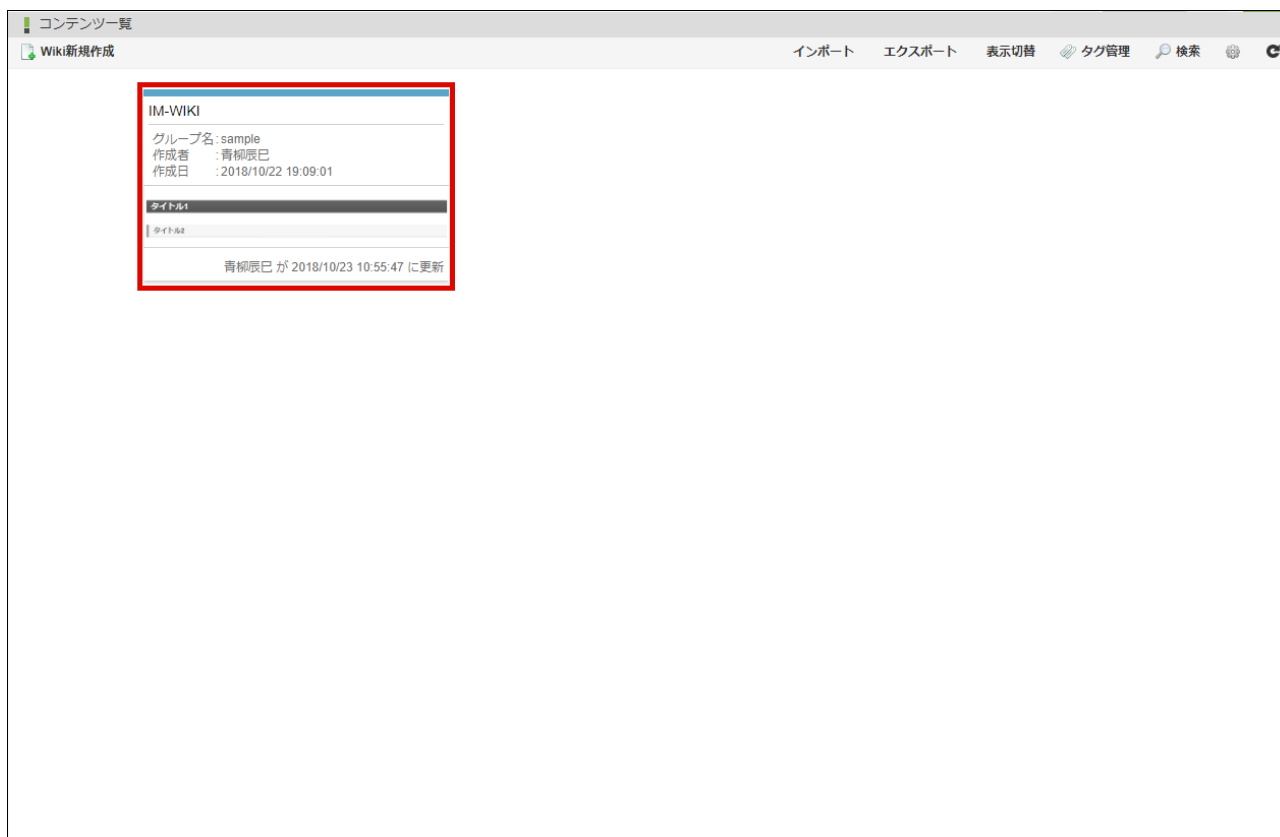 コンテンツ一覧
Wiki新規作成 インポート エクスポート 表示切替 タグ管理 検索
IM-WIKI
グループ名 : sample
作成者 : 青柳辰巳
作成日 : 2018/10/22 19:09:01
タイトル1
タイトル2
青柳辰巳 が 2018/10/23 10:55:47 に更新